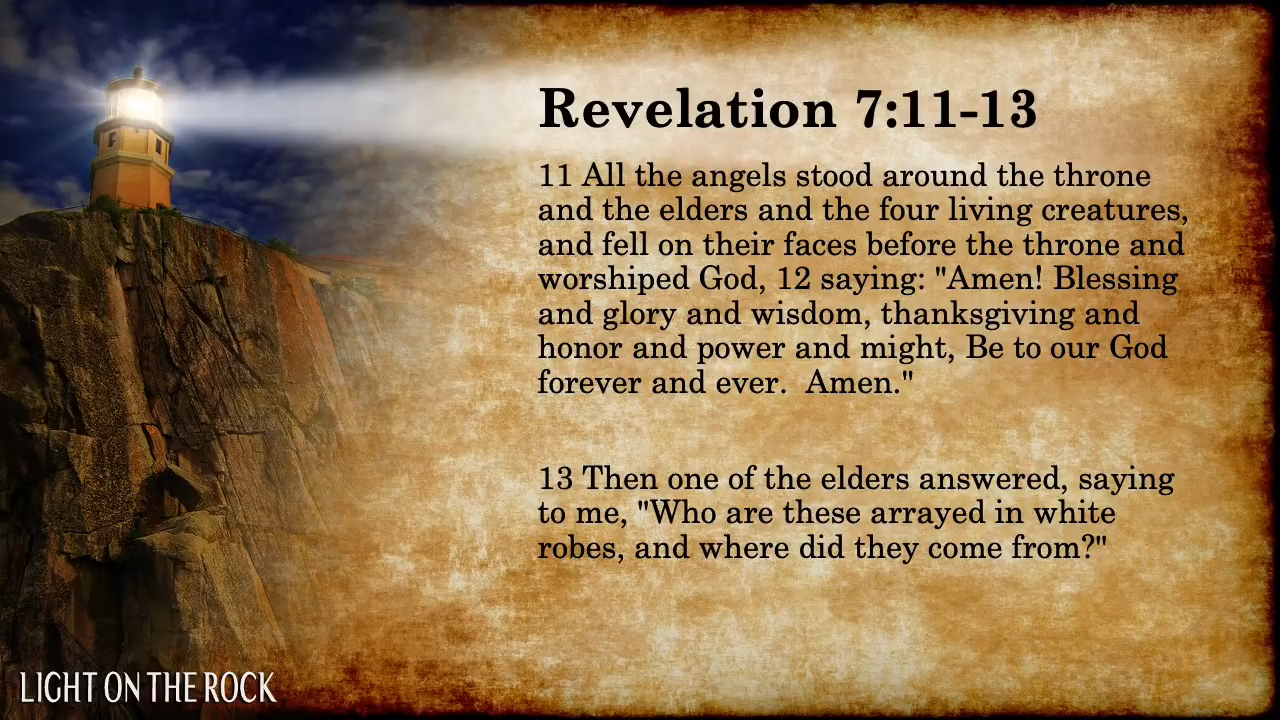 Revelation 7:11-13
11 All the angels stood around the throne
and the elders and the four living creatures,
and fell on their faces before the throne and
worshiped God, 12 saying: "Amen! Blessing
and glory and wisdom, thanksgiving and
honor and power and might, Be to our God
forever and ever.  Amen."
13 Then one of the elders answered, saying
to me, "Who are these arrayed in white
robes, and where did they come from?"
LIGHT ON THE ROCK